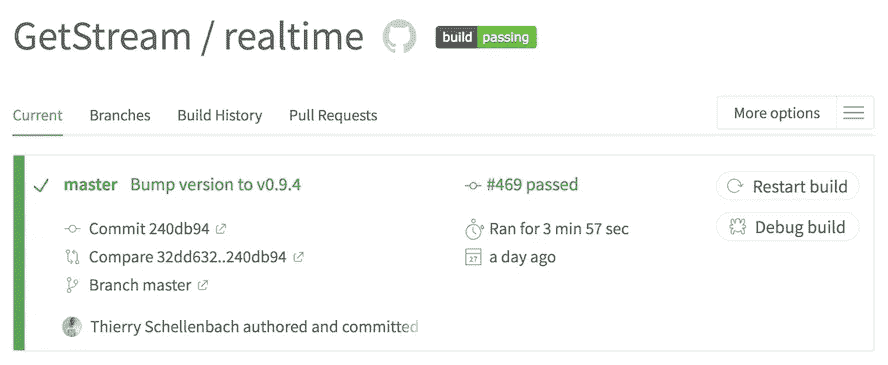 GetStream / realtime build passing
Current Branches Build History Pull Requests More options
master Bump version to v0.9.4
Commit 240db94
Compare 32dd632..240db94
Branch master
Thierry Schellenbach authored and committed
#469 passed
Ran for 3 min 57 sec
27 a day ago
Restart build
Debug build